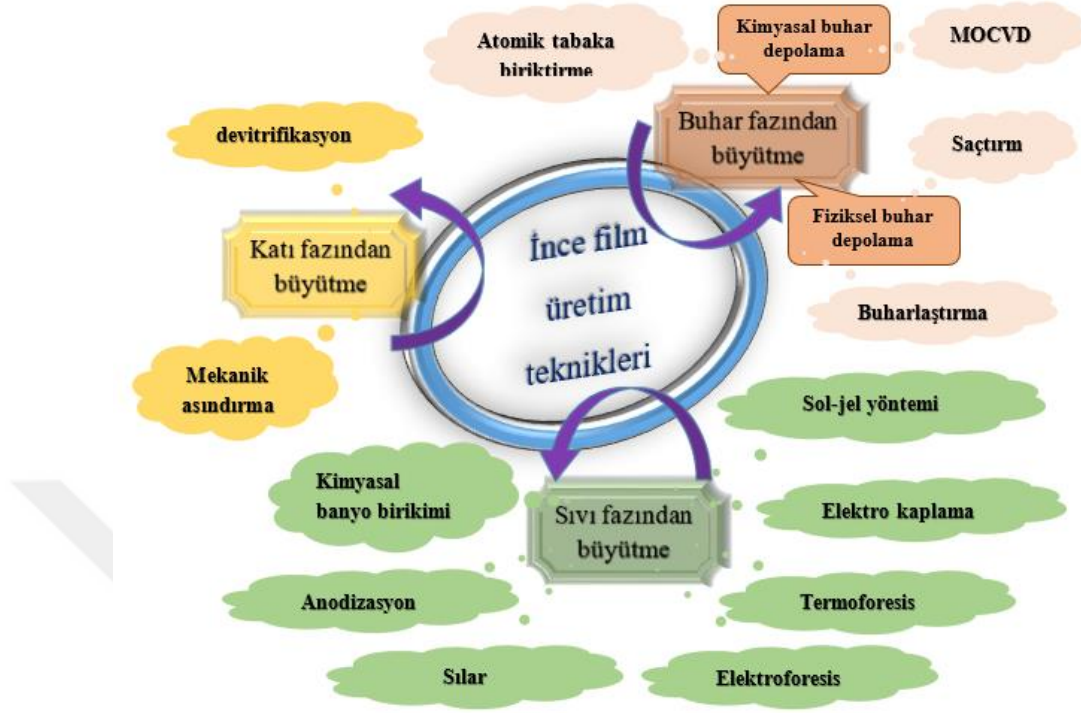 Atomik tabaka
biriktirme
Kimyasal buhar
depolama
MOCVD
Buhar fazından
büyütme
Saçtırm
Fiziksel buhar
depolama
Buharlaştırma
devitrifikasyon
Katı fazından
büyütme
Mekanik
asındırma
İnce film
üretim
teknikleri
Sol-jel yöntemi
Kimyasal
banyo birikimi
Sıvı fazından
büyütme
Elektro kaplama
Anodizasyon
Termoforesis
Sılar
Elektroforesis